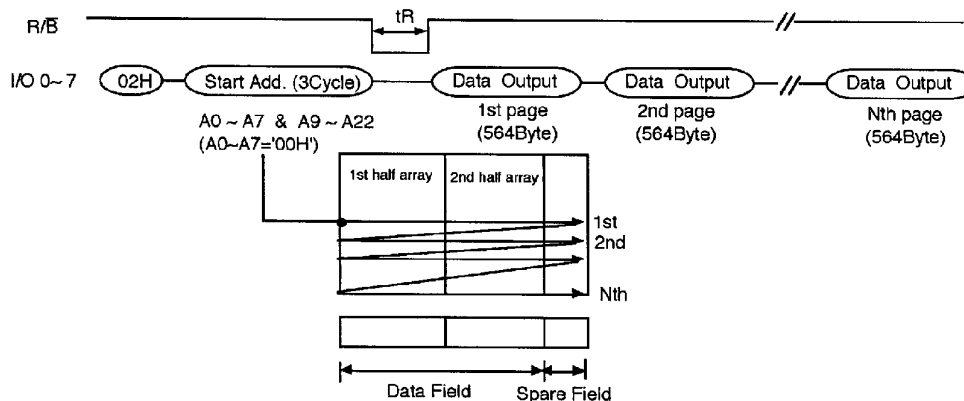 tR
R/B
I/O 0~7
02H
Start Add. (3Cycle)
Data Output
Data Output
Data Output
1st page
(564Byte)
2nd page
(564Byte)
Nth page
(564Byte)
A0 ~ A7 & A9 ~ A22
(A0~A7='00H')
1st half array
2nd half array
1st
2nd
Nth
Data Field
Spare Field